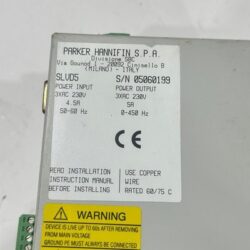 PARKER HANNIFIN S.P.A.
Divisione SBC
Via Gounod 1 - 20092 Cinisello B
(MILANO) - ITALY
SLVD5 S/N 05060199
POWER INPUT POWER OUTPUT
3XAC 230V 3XAC 230V
4.5A 5A
50-60 Hz 0-450 Hz
CE
READ INSTALLATION USE COPPER
INSTRUCTION MANUAL WIRE
BEFORE INSTALLING RATED 60/75 C
WARNING
DRIVE IS LIVE UP TO 60s AFTER REMOVING
FROM MAIN VOLTAGE
GROUND PE MUST ALWAYS BE CONNECTED